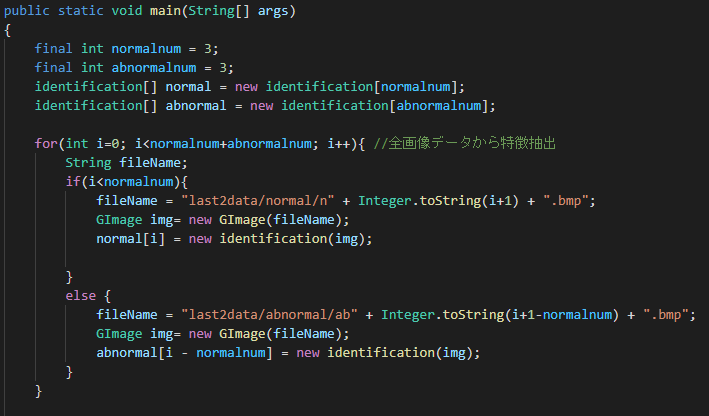 public static void main(String[] args)
{
    final int normalnum = 3;
    final int abnormalnum = 3;
    identification[] normal = new identification[normalnum];
    identification[] abnormal = new identification[abnormalnum];

    for(int i=0; i<normalnum+abnormalnum; i++){ //全画像データから特徴抽出
        String fileName;
        if(i<normalnum){
            fileName = "last2data/normal/n" + Integer.toString(i+1) + ".bmp";
            GImage img= new GImage(fileName);
            normal[i] = new identification(img);

        }
        else {
            fileName = "last2data/abnormal/ab" + Integer.toString(i+1-normalnum) + ".bmp";
            GImage img= new GImage(fileName);
            abnormal[i - normalnum] = new identification(img);
        }
    }